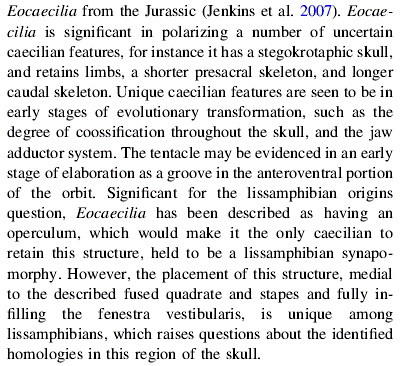 Eocaecilia from the Jurassic (Jenkins et al. 2007). Eocae-
cilia is significant in polarizing a number of uncertain
caecilian features, for instance it has a stegokrotaphic skull,
and retains limbs, a shorter presacral skeleton, and longer
caudal skeleton. Unique caecilian features are seen to be in
early stages of evolutionary transformation, such as the
degree of coossification throughout the skull, and the jaw
adductor system. The tentacle may be evidenced in an early
stage of elaboration as a groove in the anteroventral portion
of the orbit. Significant for the lissamphibian origins
question, Eocaecilia has been described as having an
operculum, which would make it the only caecilian to
retain this structure, held to be a lissamphibian synapo-
morphy. However, the placement of this structure, medial
to the described fused quadrate and stapes and fully in-
filling the fenestra vestibularis, is unique among
lissamphibians, which raises questions about the identified
homologies in this region of the skull.